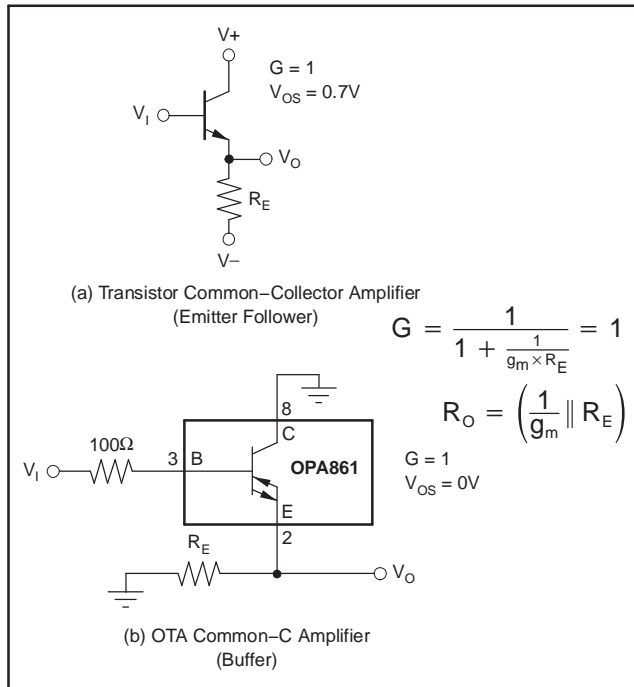 V+
G = 1
V_OS = 0.7V
V_I
V_O
R_E
V−
(a) Transistor Common−Collector Amplifier
(Emitter Follower)
G = 1 / (1 + 1 / (g_m × R_E)) = 1
R_O = (1 / g_m ∥ R_E)
G = 1
V_OS = 0V
8
C
100Ω
3 B
OPA861
V_I
E
2
R_E
V_O
(b) OTA Common−C Amplifier
(Buffer)